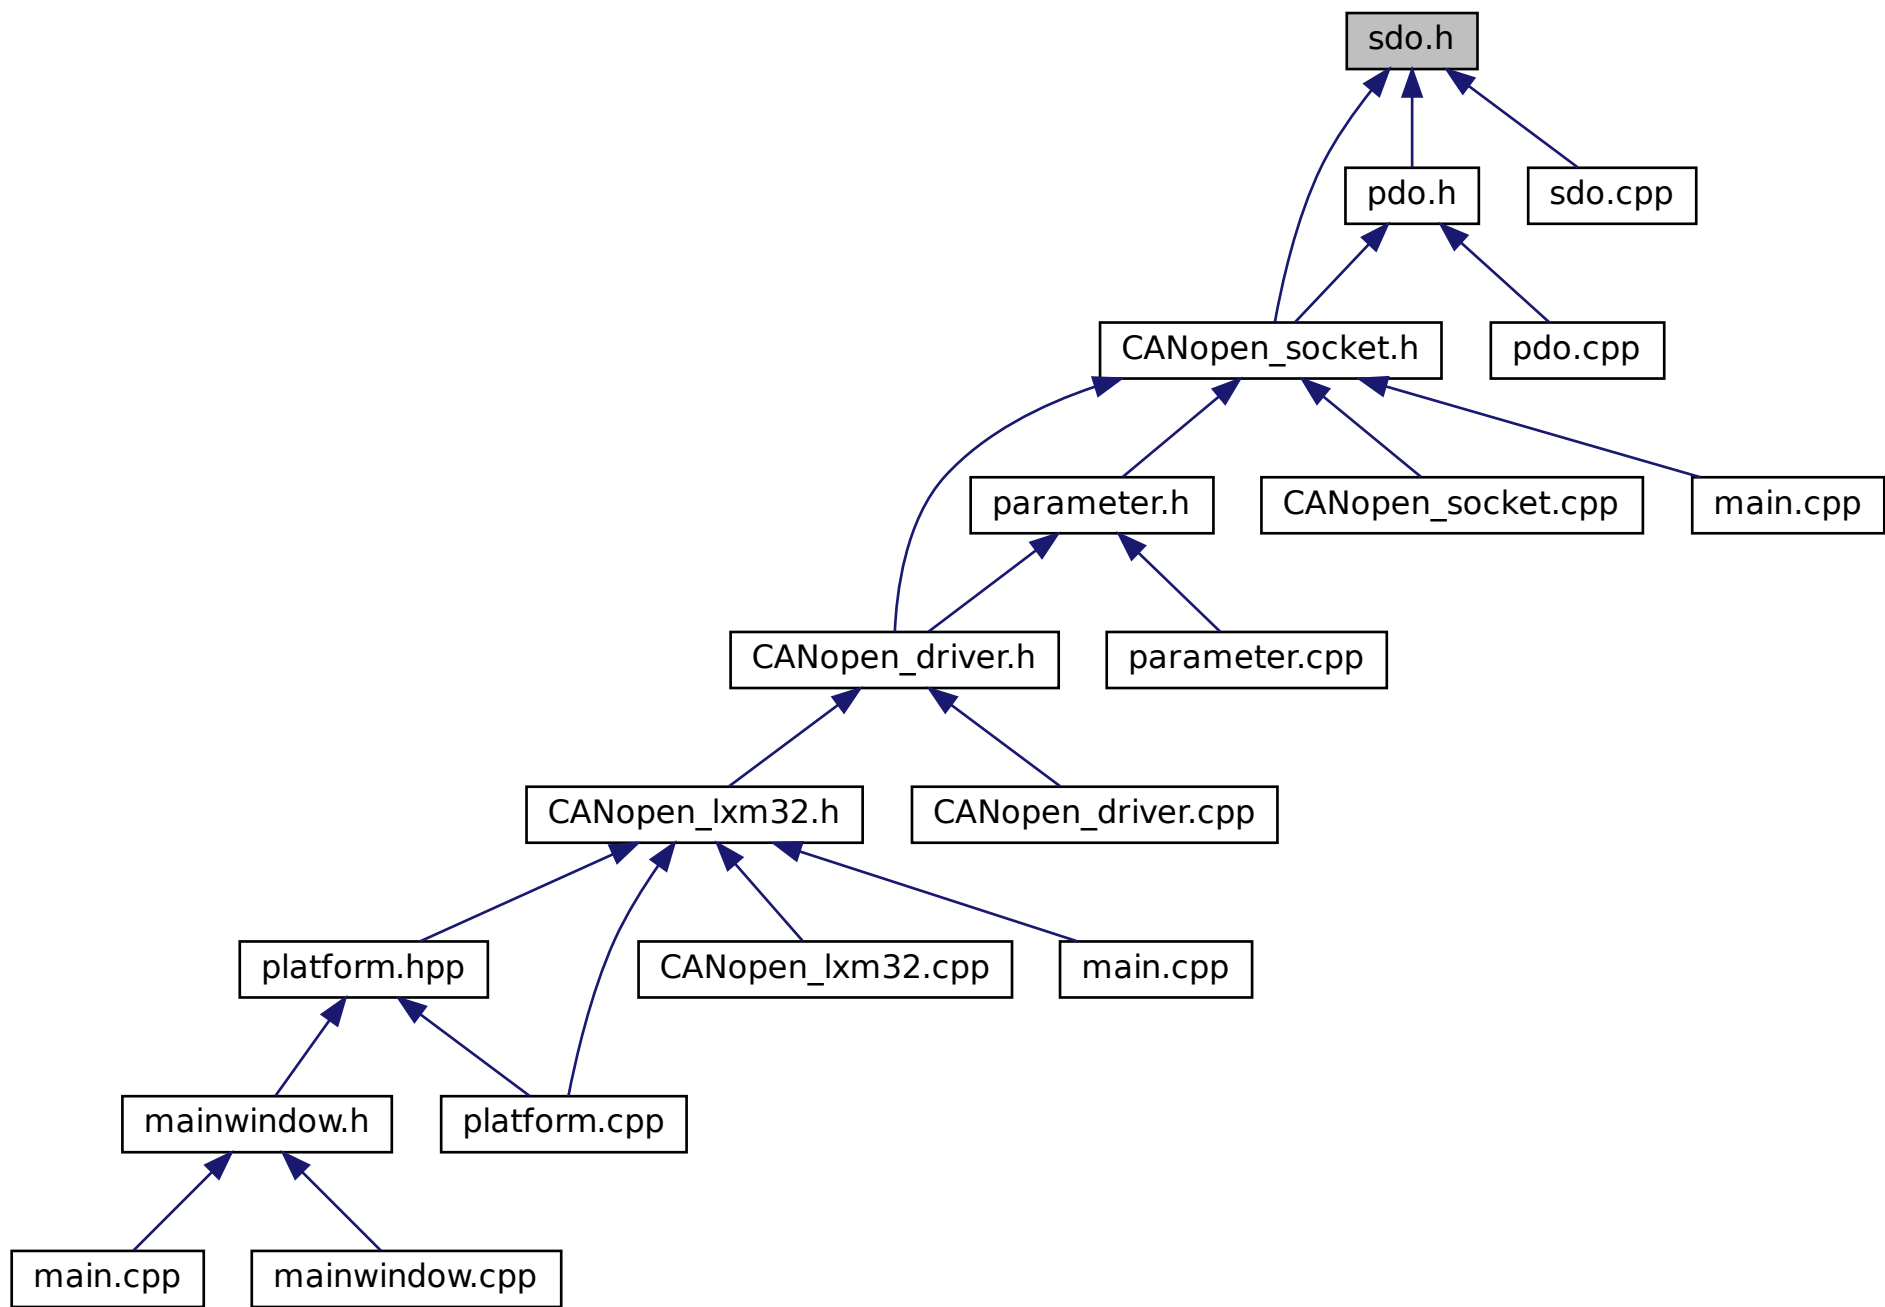 sdo.h
pdo.h
sdo.cpp
CANopen_socket.h
pdo.cpp
parameter.h
CANopen_socket.cpp
main.cpp
CANopen_driver.h
parameter.cpp
CANopen_lxm32.h
CANopen_driver.cpp
platform.hpp
CANopen_lxm32.cpp
main.cpp
mainwindow.h
platform.cpp
main.cpp
mainwindow.cpp